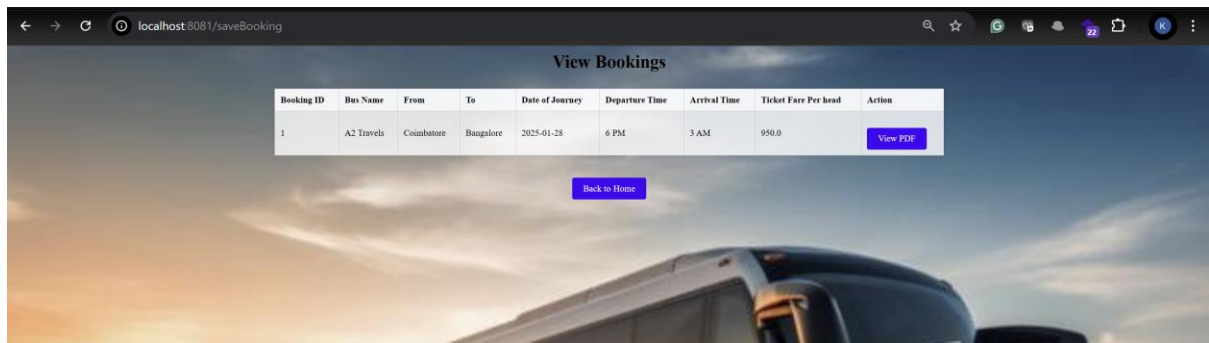 localhost:8081/saveBooking
22
K
View Bookings
Booking ID Bus Name From To Date of Journey Departure Time Arrival Time Ticket Fare Per head Action
1 A2 Travels Coimbatore Bangalore 2025-01-28 6 PM 3 AM 950.0 View PDF
Back to Home